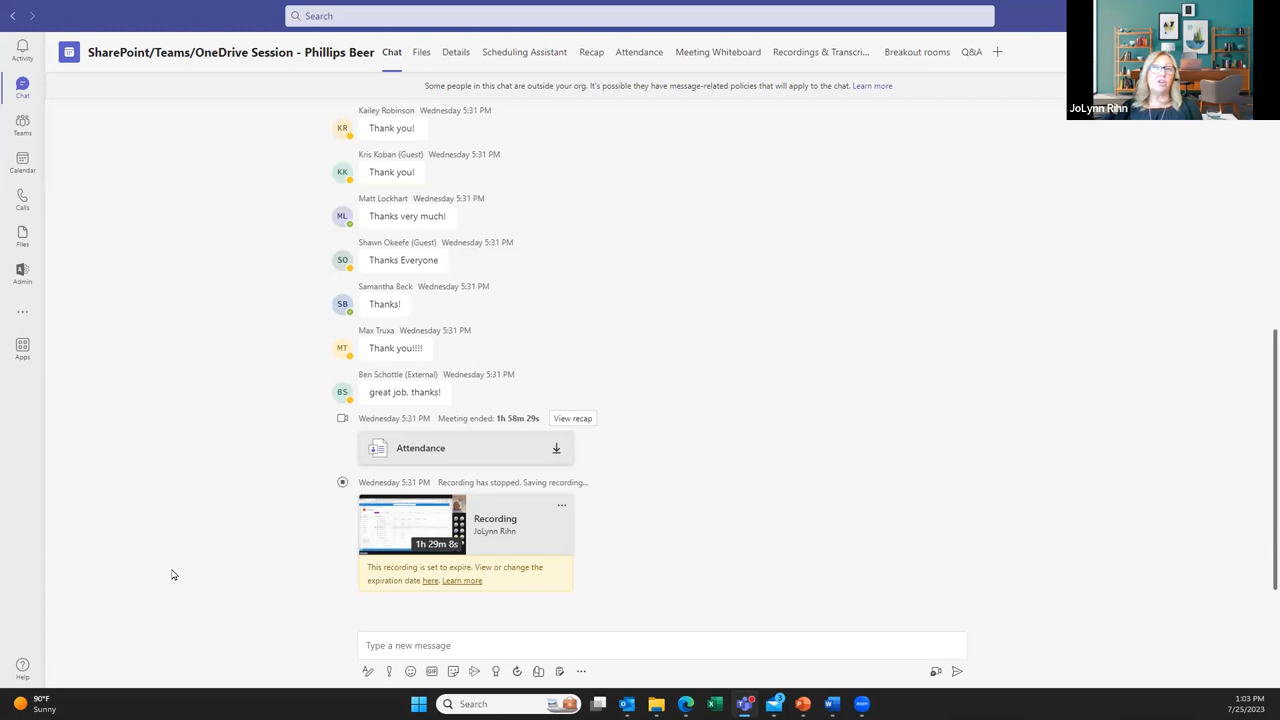 Search
SharePoint/Teams/OneDrive Session - Phillips Beer
Chat
Files
Details
Scheduling Assistant
Recap
Attendance
Meeting Whiteboard
Recordings & Transcri...
Breakout rooms
Q&A
JoLynn Rihn
Some people in this chat are outside your org. It's possible they have message-related policies that will apply to the chat. Learn more
Activity
Chat
Teams
Calendar
Calls
Files
Admin
Apps
Help
Kailey Robinson Wednesday 5:31 PM
KR
Thank you!
Kris Koban (Guest) Wednesday 5:31 PM
KK
Thank you!
Matt Lockhart Wednesday 5:31 PM
ML
Thanks very much!
Shawn Okeefe (Guest) Wednesday 5:31 PM
SO
Thanks Everyone
Samantha Beck Wednesday 5:31 PM
SB
Thanks!
Max Truxa Wednesday 5:31 PM
MT
Thank you!!!!
Ben Schottle (External) Wednesday 5:31 PM
BS
great job, thanks!
Wednesday 5:31 PM Meeting ended: 1h 58m 29s View recap
Attendance
Wednesday 5:31 PM Recording has stopped. Saving recording...
Recording
JoLynn Rihn
1h 29m 8s
This recording is set to expire. View or change the
expiration date here. Learn more
Type a new message
GIF
90°F
Sunny
Search
3
zoom
1:03 PM
7/25/2023